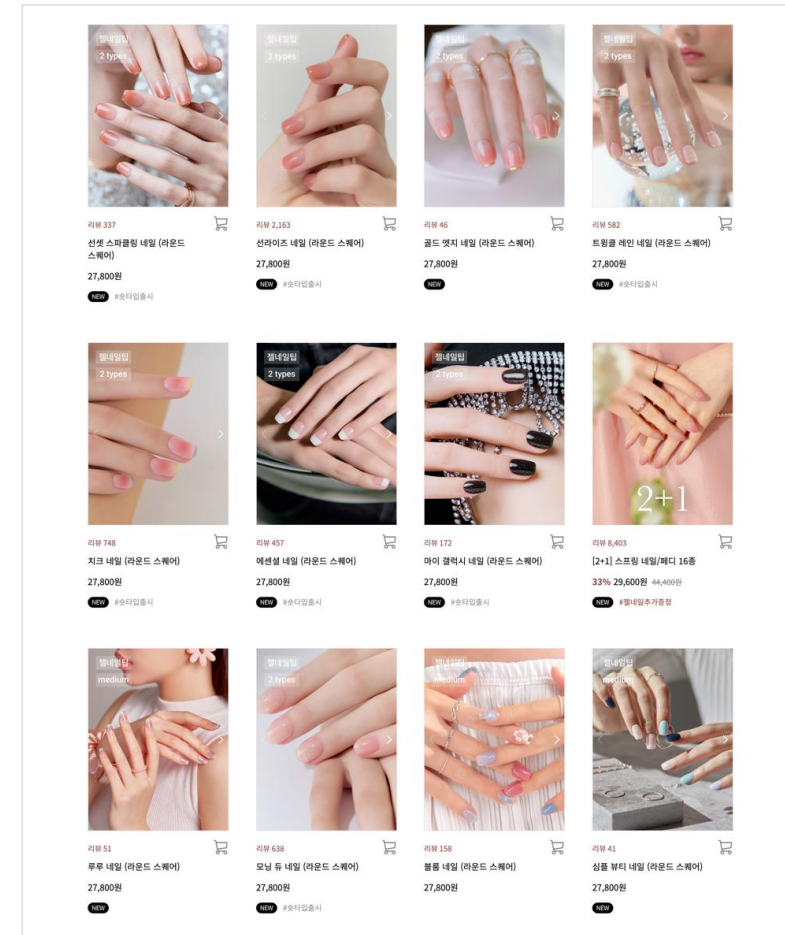 젤네일팁
2 types
리뷰 337
선셋 스파클링 네일 (라운드
스퀘어)
27,800원
NEW #숏타입출시
젤네일팁
3 types
리뷰 2,163
선라이즈 네일 (라운드 스퀘어)
27,800원
NEW #숏타입출시
젤네일팁
2 types
리뷰 46
골드 엣지 네일 (라운드 스퀘어)
27,800원
NEW
젤네일팁
2 types
리뷰 582
트윙클 레인 네일 (라운드 스퀘어)
27,800원
NEW #숏타입출시
젤네일팁
2 types
리뷰 748
치크 네일 (라운드 스퀘어)
27,800원
NEW #숏타입출시
젤네일팁
2 types
리뷰 457
에센셜 네일 (라운드 스퀘어)
27,800원
NEW #숏타입출시
젤네일팁
2 types
리뷰 172
마이 갤럭시 네일 (라운드 스퀘어)
27,800원
NEW #숏타입출시
2+1
리뷰 8,403
[2+1] 스프링 네일/페디 16종
33% 29,600원 44,400원
NEW #젤네일추가증정
젤네일팁
medium
리뷰 51
루루 네일 (라운드 스퀘어)
27,800원
NEW
젤네일팁
2 types
리뷰 638
모닝 듀 네일 (라운드 스퀘어)
27,800원
NEW #숏타입출시
젤네일팁
medium
리뷰 158
블룸 네일 (라운드 스퀘어)
27,800원
젤네일팁
medium
리뷰 41
심플 뷰티 네일 (라운드 스퀘어)
27,800원
NEW